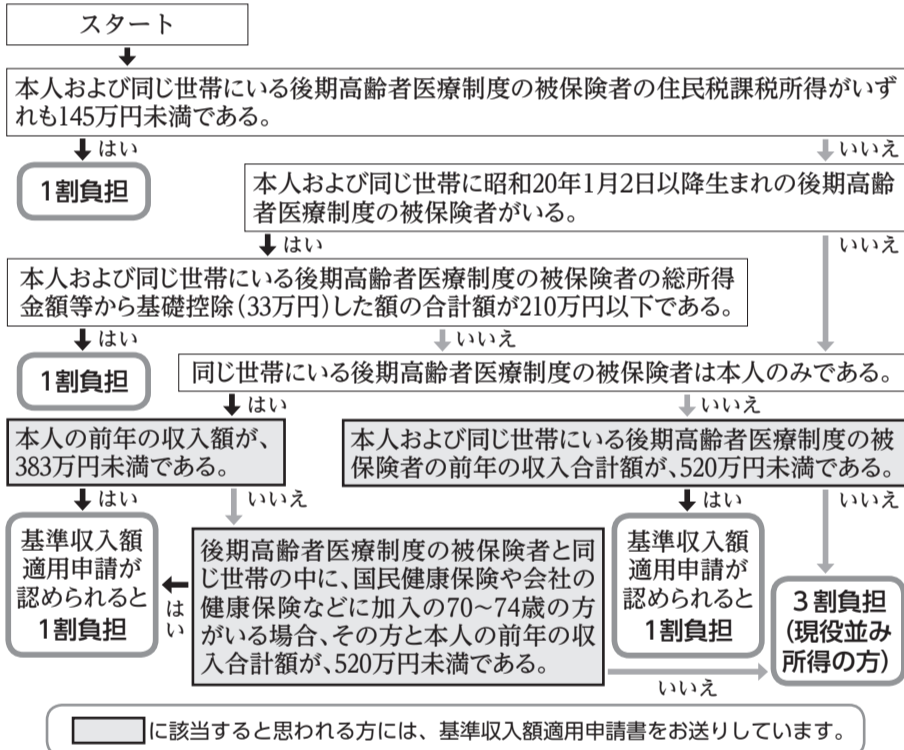 スタート
本人および同じ世帯にいる後期高齢者医療制度の被保険者の住民税課税所得がいず
れも145万円未満である。
はい
いいえ
1割負担
本人および同じ世帯に昭和20年1月2日以降生まれの後期高齢
者医療制度の被保険者がいる。
はい
いいえ
本人および同じ世帯にいる後期高齢者医療制度の被保険者の総所得
金額等から基礎控除(33万円)した額の合計額が210万円以下である。
はい
いいえ
1割負担
同じ世帯にいる後期高齢者医療制度の被保険者は本人のみである。
はい
いいえ
本人の前年の収入額が、
383万円未満である。
本人および同じ世帯にいる後期高齢者医療制度の被
保険者の前年の収入合計額が、520万円未満である。
はい
いいえ
はい
いいえ
基準収入額
適用申請が
認められると
1割負担
はい
後期高齢者医療制度の被保険者と同
じ世帯の中に、国民健康保険や会社の
健康保険などに加入の70~74歳の方
がいる場合、その方と本人の前年の収
入合計額が、520万円未満である。
基準収入額
適用申請が
認められると
1割負担
3割負担
(現役並み
所得の方)
いいえ
に該当すると思われる方には、基準収入額適用申請書をお送りしています。